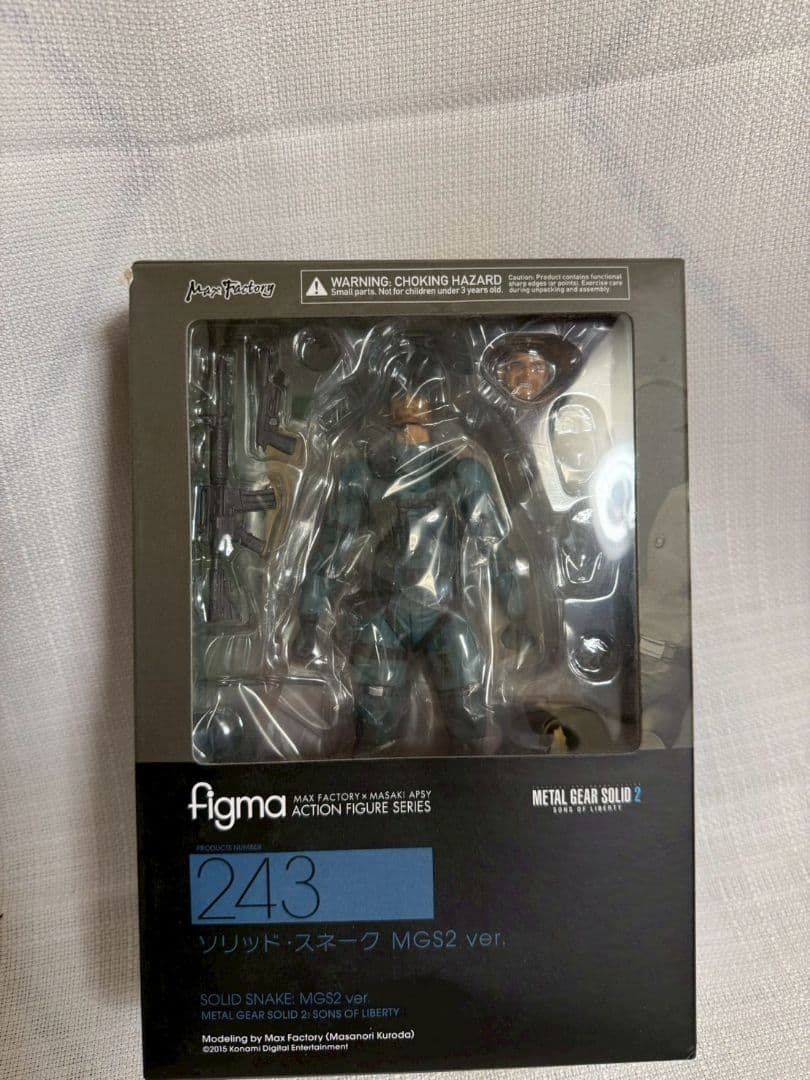 Max Factory
WARNING: CHOKING HAZARD
Small parts. Not for children under 3 years old.
Caution: Product contains functional
sharp edges (or points). Exercise care
during unpacking and assembly.
figma
MAX FACTORY × MASAKI APSY
ACTION FIGURE SERIES
METAL GEAR SOLID 2
SONS OF LIBERTY
PRODUCTS NUMBER
243
ソリッド・スネーク MGS2 ver.
SOLID SNAKE: MGS2 ver.
METAL GEAR SOLID 2: SONS OF LIBERTY
Modeling by Max Factory (Masanori Kuroda)
©2015 Konami Digital Entertainment